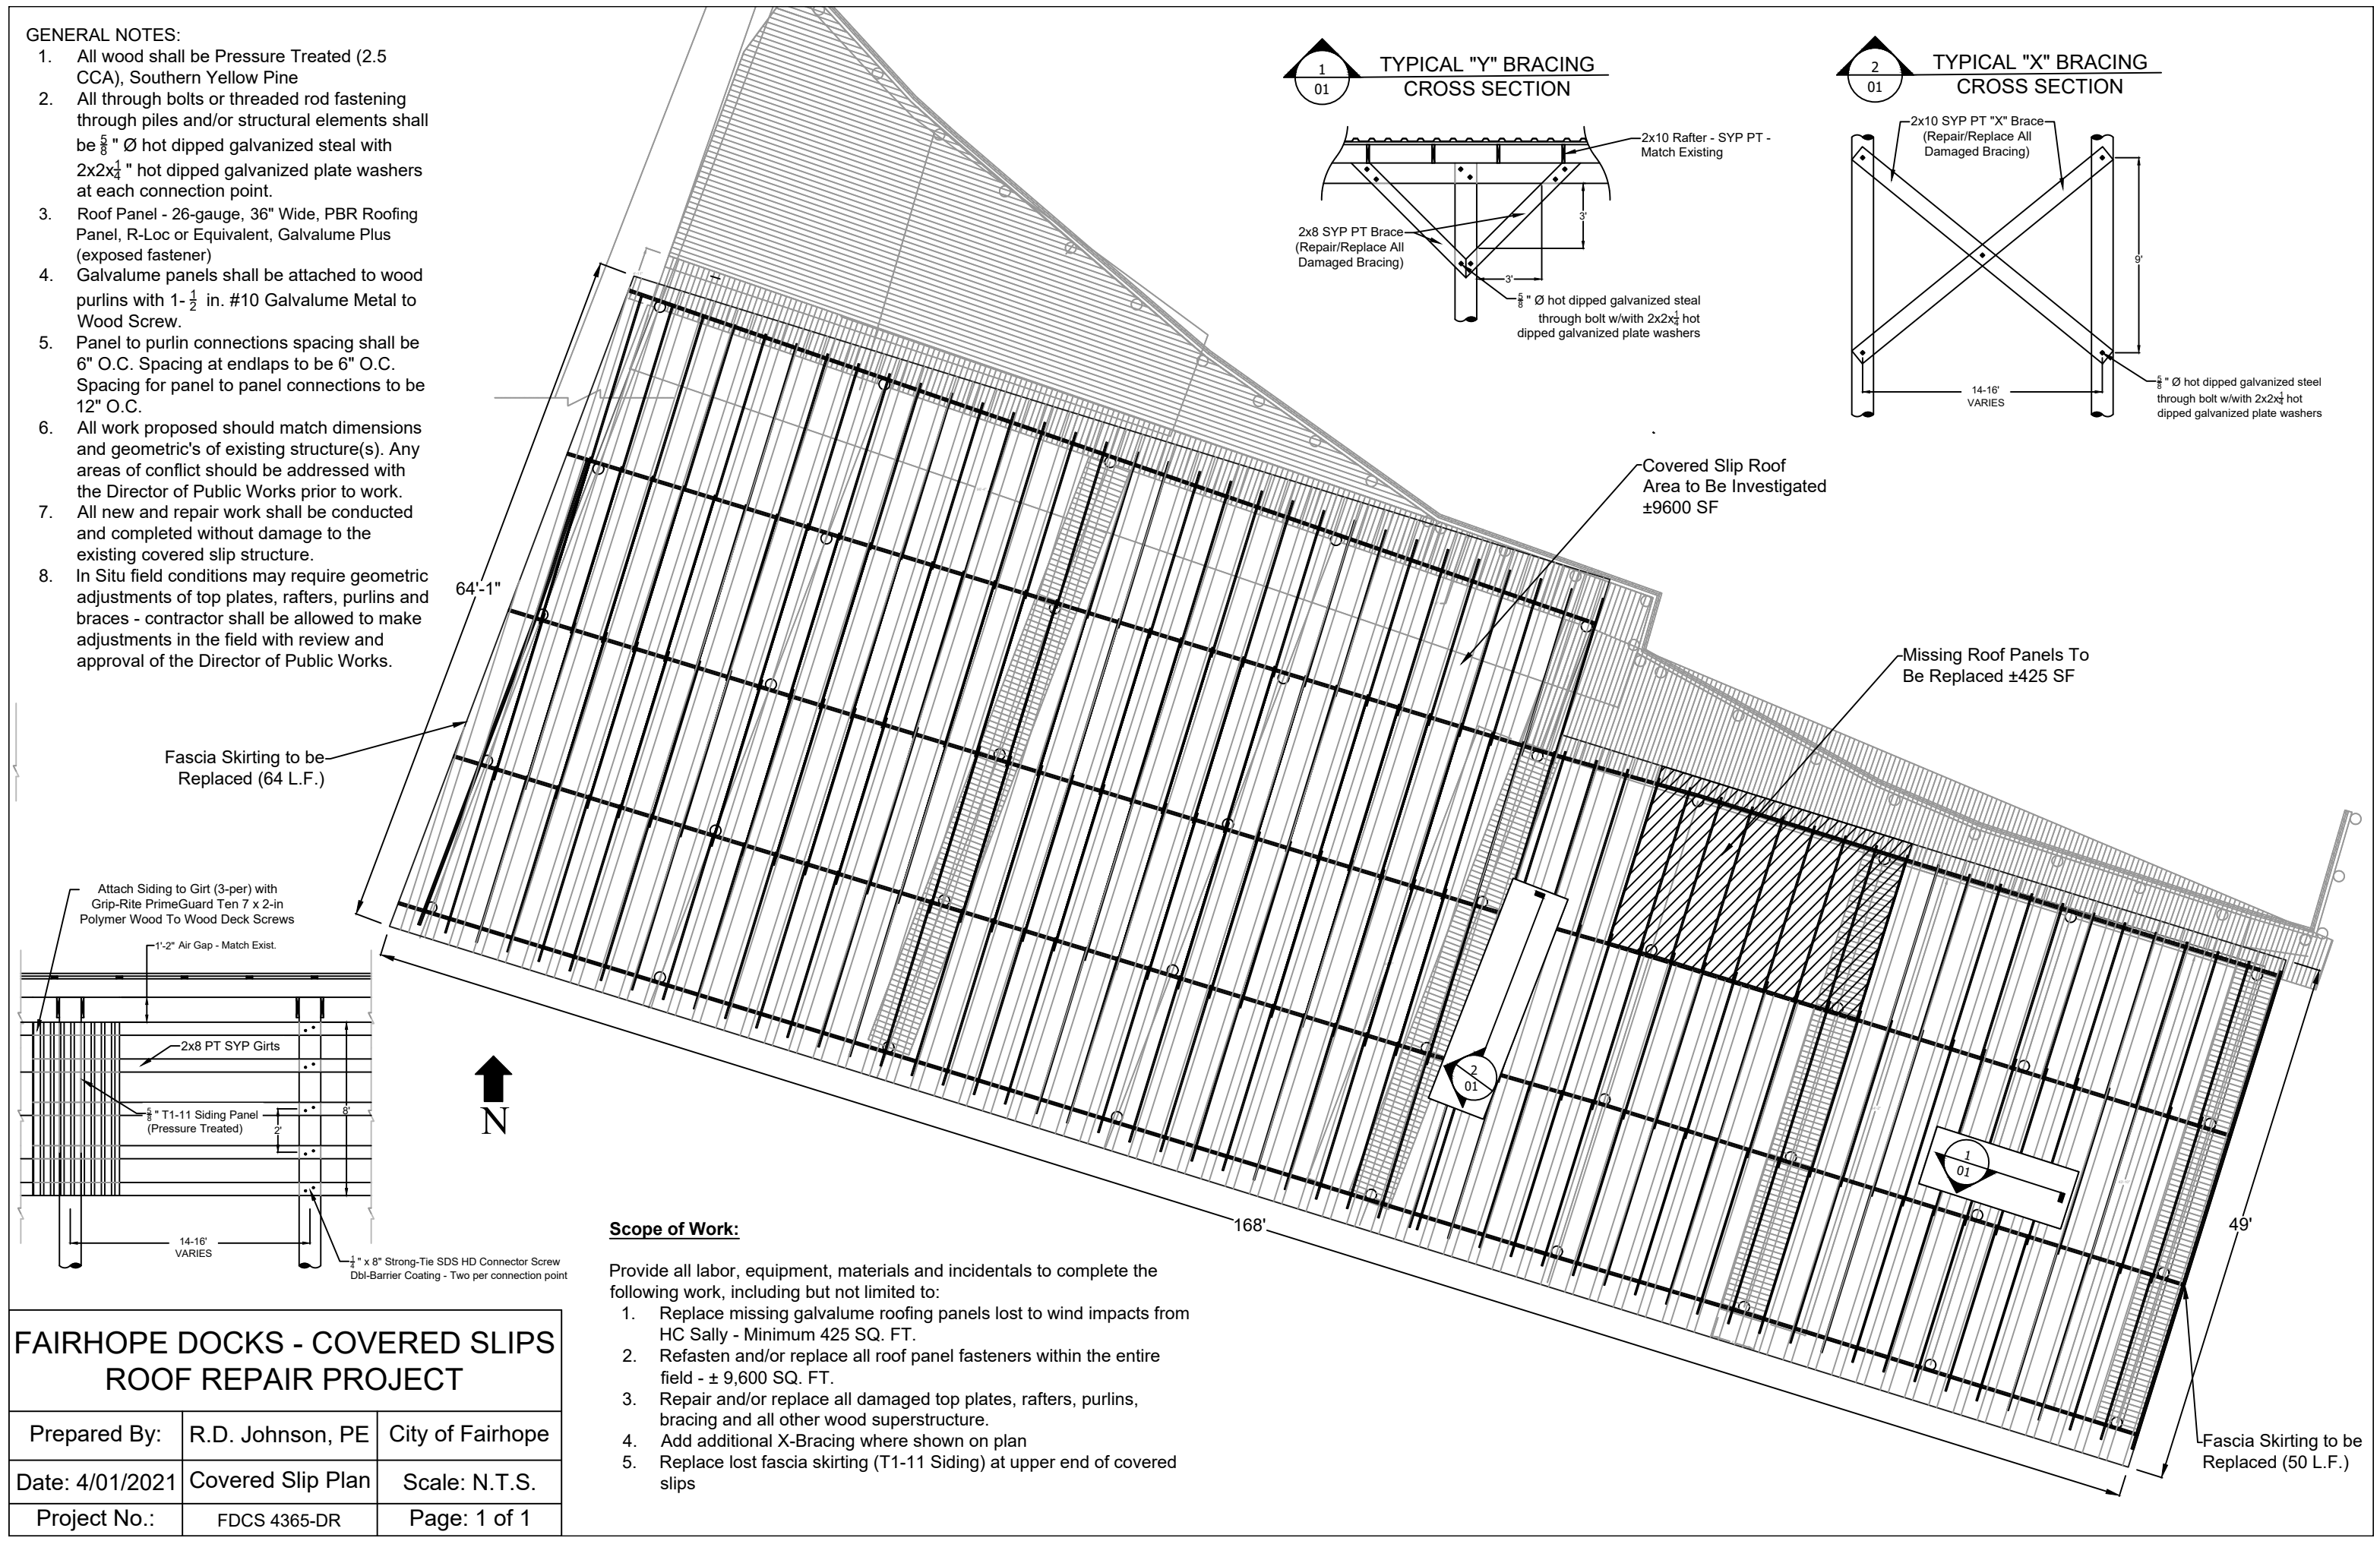 GENERAL NOTES:
1. All wood shall be Pressure Treated (2.5
CCA), Southern Yellow Pine
2. All through bolts or threaded rod fastening
through piles and/or structural elements shall
be 5/8 " Ø hot dipped galvanized steal with
2x2x1/4 " hot dipped galvanized plate washers
at each connection point.
3. Roof Panel - 26-gauge, 36" Wide, PBR Roofing
Panel, R-Loc or Equivalent, Galvalume Plus
(exposed fastener)
4. Galvalume panels shall be attached to wood
purlins with 1- 1/2 in. #10 Galvalume Metal to
Wood Screw.
5. Panel to purlin connections spacing shall be
6" O.C. Spacing at endlaps to be 6" O.C.
Spacing for panel to panel connections to be
12" O.C.
6. All work proposed should match dimensions
and geometric's of existing structure(s). Any
areas of conflict should be addressed with
the Director of Public Works prior to work.
7. All new and repair work shall be conducted
and completed without damage to the
existing covered slip structure.
8. In Situ field conditions may require geometric
adjustments of top plates, rafters, purlins and
braces - contractor shall be allowed to make
adjustments in the field with review and
approval of the Director of Public Works.
1
01
TYPICAL "Y" BRACING
CROSS SECTION
2x10 Rafter - SYP PT -
Match Existing
2x8 SYP PT Brace
(Repair/Replace All
Damaged Bracing)
3'
3'
5/8 " Ø hot dipped galvanized steal
through bolt w/with 2x2x1/4 hot
dipped galvanized plate washers
2
01
TYPICAL "X" BRACING
CROSS SECTION
2x10 SYP PT "X" Brace
(Repair/Replace All
Damaged Bracing)
9'
14-16'
VARIES
5/8 " Ø hot dipped galvanized steel
through bolt w/with 2x2x1/4 hot
dipped galvanized plate washers
Covered Slip Roof
Area to Be Investigated
±9600 SF
Missing Roof Panels To
Be Replaced ±425 SF
64'-1"
Fascia Skirting to be
Replaced (64 L.F.)
Attach Siding to Girt (3-per) with
Grip-Rite PrimeGuard Ten 7 x 2-in
Polymer Wood To Wood Deck Screws
1'-2" Air Gap - Match Exist.
2x8 PT SYP Girts
5/8 " T1-11 Siding Panel
(Pressure Treated)
2'
8'
14-16'
VARIES
1/4 " x 8" Strong-Tie SDS HD Connector Screw
Dbl-Barrier Coating - Two per connection point
N
2
01
1
01
168'
49'
Fascia Skirting to be
Replaced (50 L.F.)
Scope of Work:
Provide all labor, equipment, materials and incidentals to complete the
following work, including but not limited to:
1. Replace missing galvalume roofing panels lost to wind impacts from
HC Sally - Minimum 425 SQ. FT.
2. Refasten and/or replace all roof panel fasteners within the entire
field - ± 9,600 SQ. FT.
3. Repair and/or replace all damaged top plates, rafters, purlins,
bracing and all other wood superstructure.
4. Add additional X-Bracing where shown on plan
5. Replace lost fascia skirting (T1-11 Siding) at upper end of covered
slips
FAIRHOPE DOCKS - COVERED SLIPS
ROOF REPAIR PROJECT
Prepared By: R.D. Johnson, PE City of Fairhope
Date: 4/01/2021 Covered Slip Plan Scale: N.T.S.
Project No.: FDCS 4365-DR Page: 1 of 1